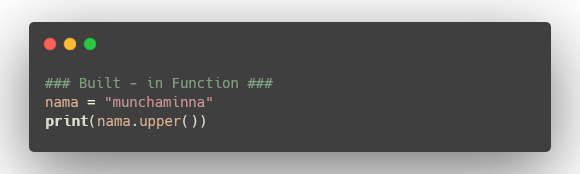 ### Built - in Function ###
nama = "munchaminna"
print(nama.upper())